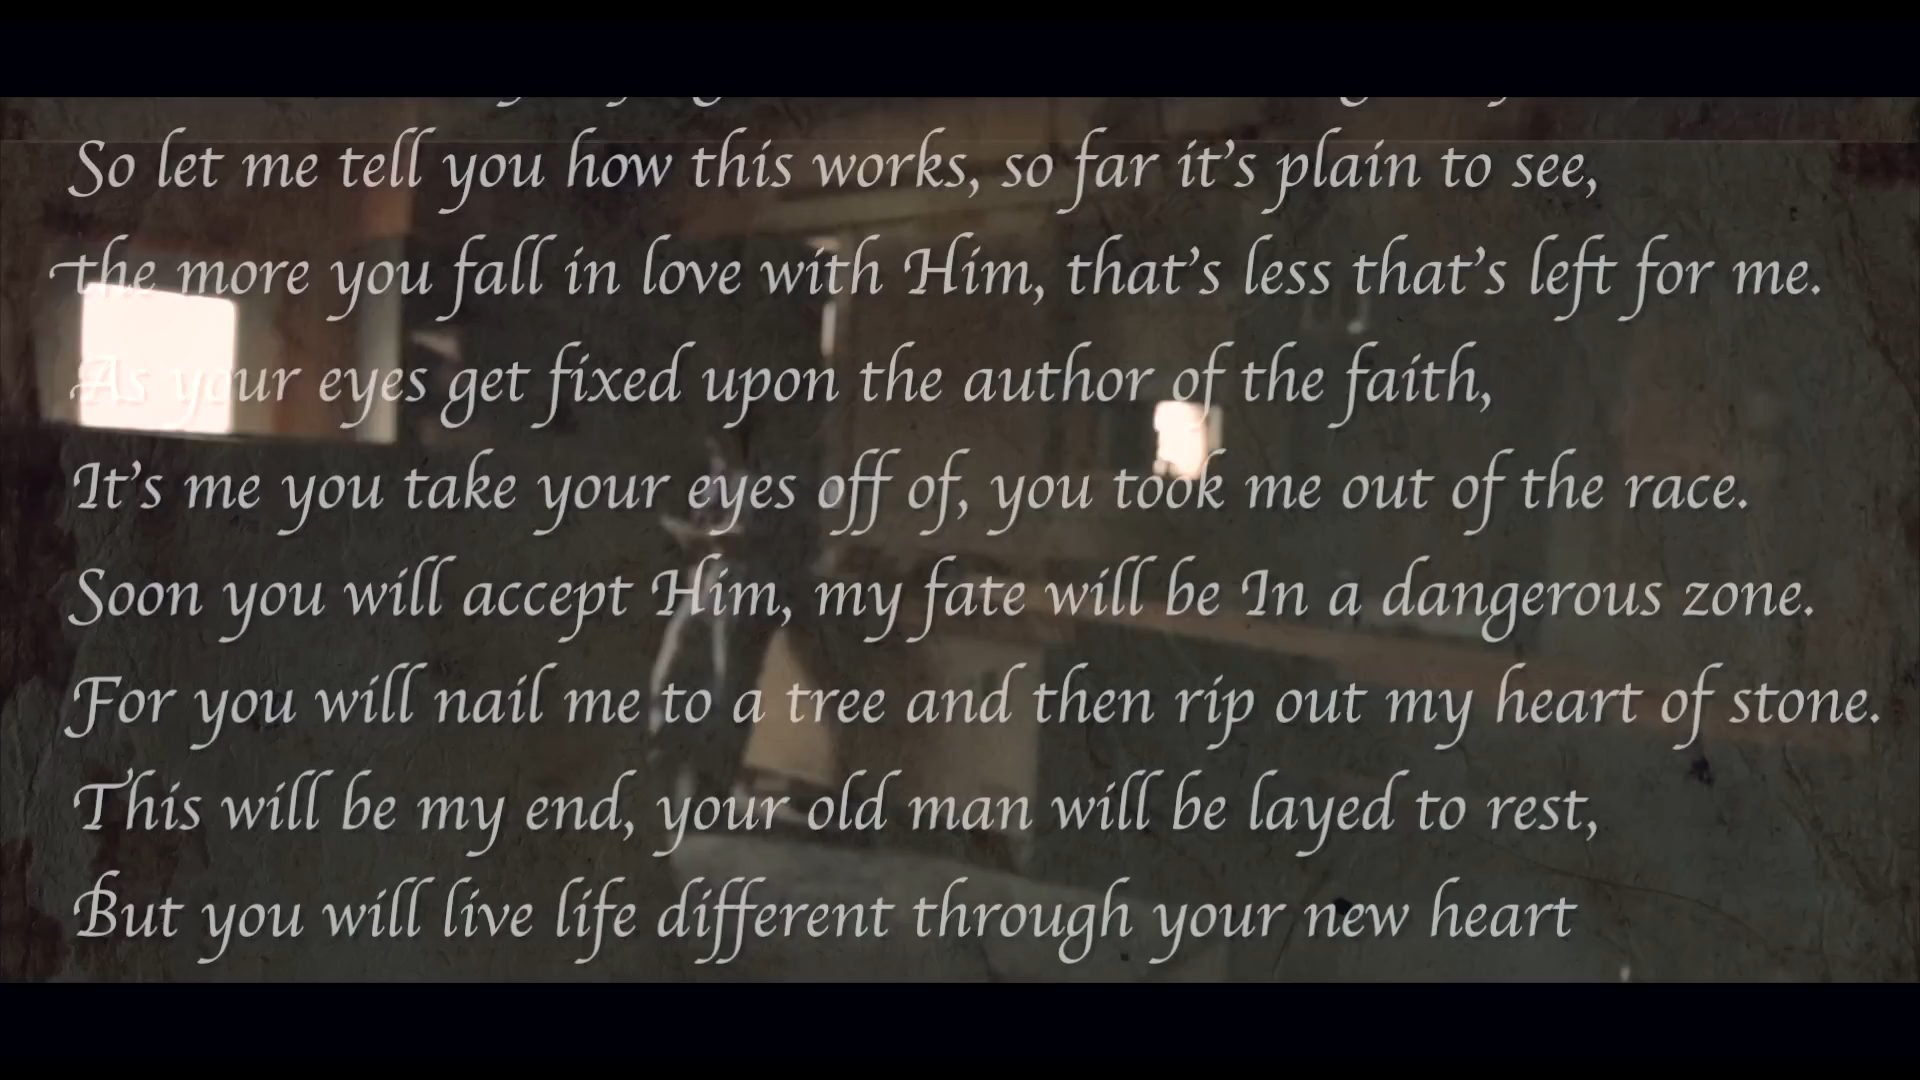 So let me tell you how this works, so far it's plain to see,
the more you fall in love with Him, that's less that's left for me.
As your eyes get fixed upon the author of the faith,
It's me you take your eyes off of, you took me out of the race.
Soon you will accept Him, my fate will be In a dangerous zone.
For you will nail me to a tree and then rip out my heart of stone.
This will be my end, your old man will be layed to rest,
But you will live life different through your new heart